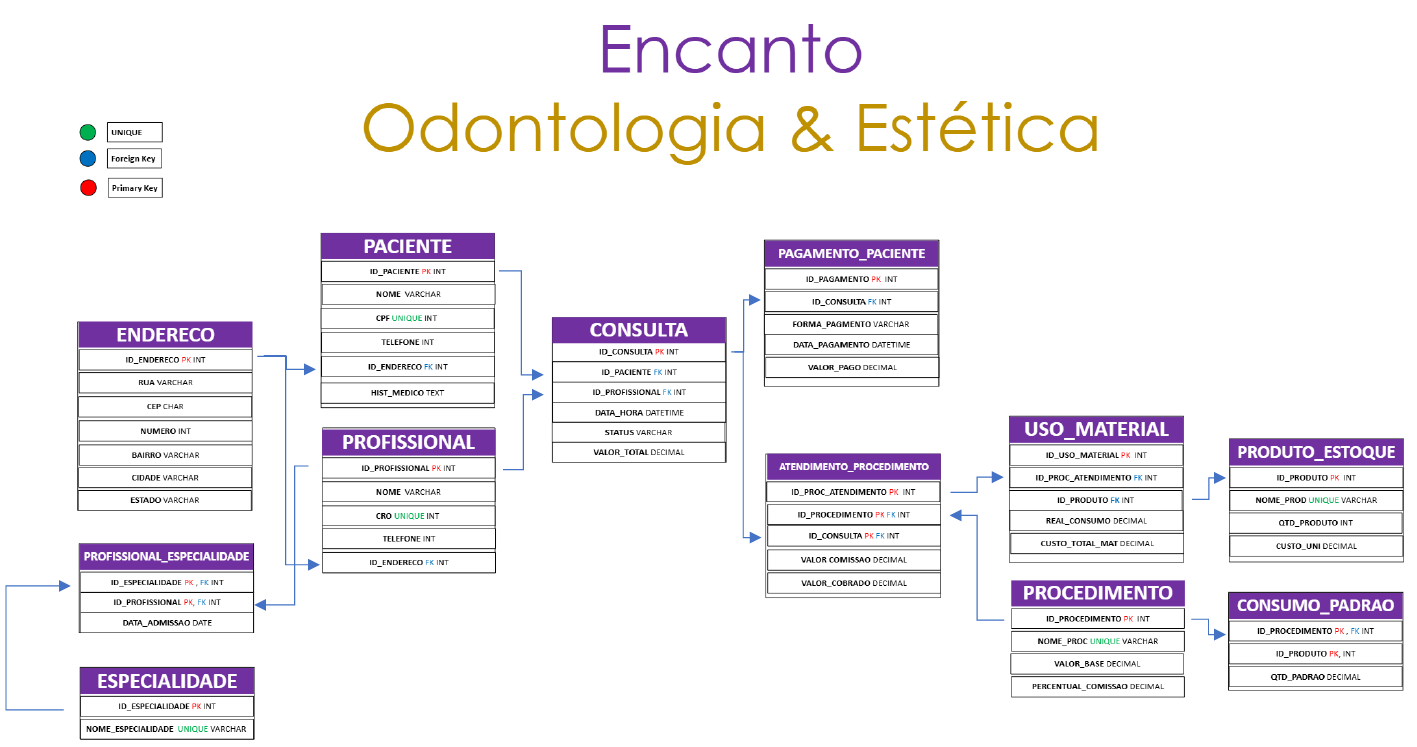 Encanto
Odontologia & Estética
UNIQUE
Foreign Key
Primary Key
ENDERECO
ID_ENDERECO PK INT
RUA VARCHAR
CEP CHAR
NUMERO INT
BAIRRO VARCHAR
CIDADE VARCHAR
ESTADO VARCHAR
PROFISSIONAL_ESPECIALIDADE
ID_ESPECIALIDADE PK , FK INT
ID_PROFISSIONAL PK, FK INT
DATA_ADMISSAO DATE
ESPECIALIDADE
ID_ESPECIALIDADE PK INT
NOME_ESPECIALIDADE UNIQUE VARCHAR
PACIENTE
ID_PACIENTE PK INT
NOME VARCHAR
CPF UNIQUE INT
TELEFONE INT
ID_ENDERECO FK INT
HIST_MEDICO TEXT
PROFISSIONAL
ID_PROFISSIONAL PK INT
NOME VARCHAR
CRO UNIQUE INT
TELEFONE INT
ID_ENDERECO FK INT
CONSULTA
ID_CONSULTA PK INT
ID_PACIENTE FK INT
ID_PROFISSIONAL FK INT
DATA_HORA DATETIME
STATUS VARCHAR
VALOR_TOTAL DECIMAL
PAGAMENTO_PACIENTE
ID_PAGAMENTO PK INT
ID_CONSULTA FK INT
FORMA_PAGMENTO VARCHAR
DATA_PAGAMENTO DATETIME
VALOR_PAGO DECIMAL
ATENDIMENTO_PROCEDIMENTO
ID_PROC_ATENDIMENTO PK INT
ID_PROCEDIMENTO PK FK INT
ID_CONSULTA PK FK INT
VALOR COMISSAO DECIMAL
VALOR_COBRADO DECIMAL
USO_MATERIAL
ID_USO_MATERIAL PK INT
ID_PROC_ATENDIMENTO FK INT
ID_PRODUTO FK INT
REAL_CONSUMO DECIMAL
CUSTO_TOTAL_MAT DECIMAL
PROCEDIMENTO
ID_PROCEDIMENTO PK INT
NOME_PROC UNIQUE VARCHAR
VALOR_BASE DECIMAL
PERCENTUAL_COMISSAO DECIMAL
PRODUTO_ESTOQUE
ID_PRODUTO PK INT
NOME_PROD UNIQUE VARCHAR
QTD_PRODUTO INT
CUSTO_UNI DECIMAL
CONSUMO_PADRAO
ID_PROCEDIMENTO PK , FK INT
ID_PRODUTO PK, INT
QTD_PADRAO DECIMAL